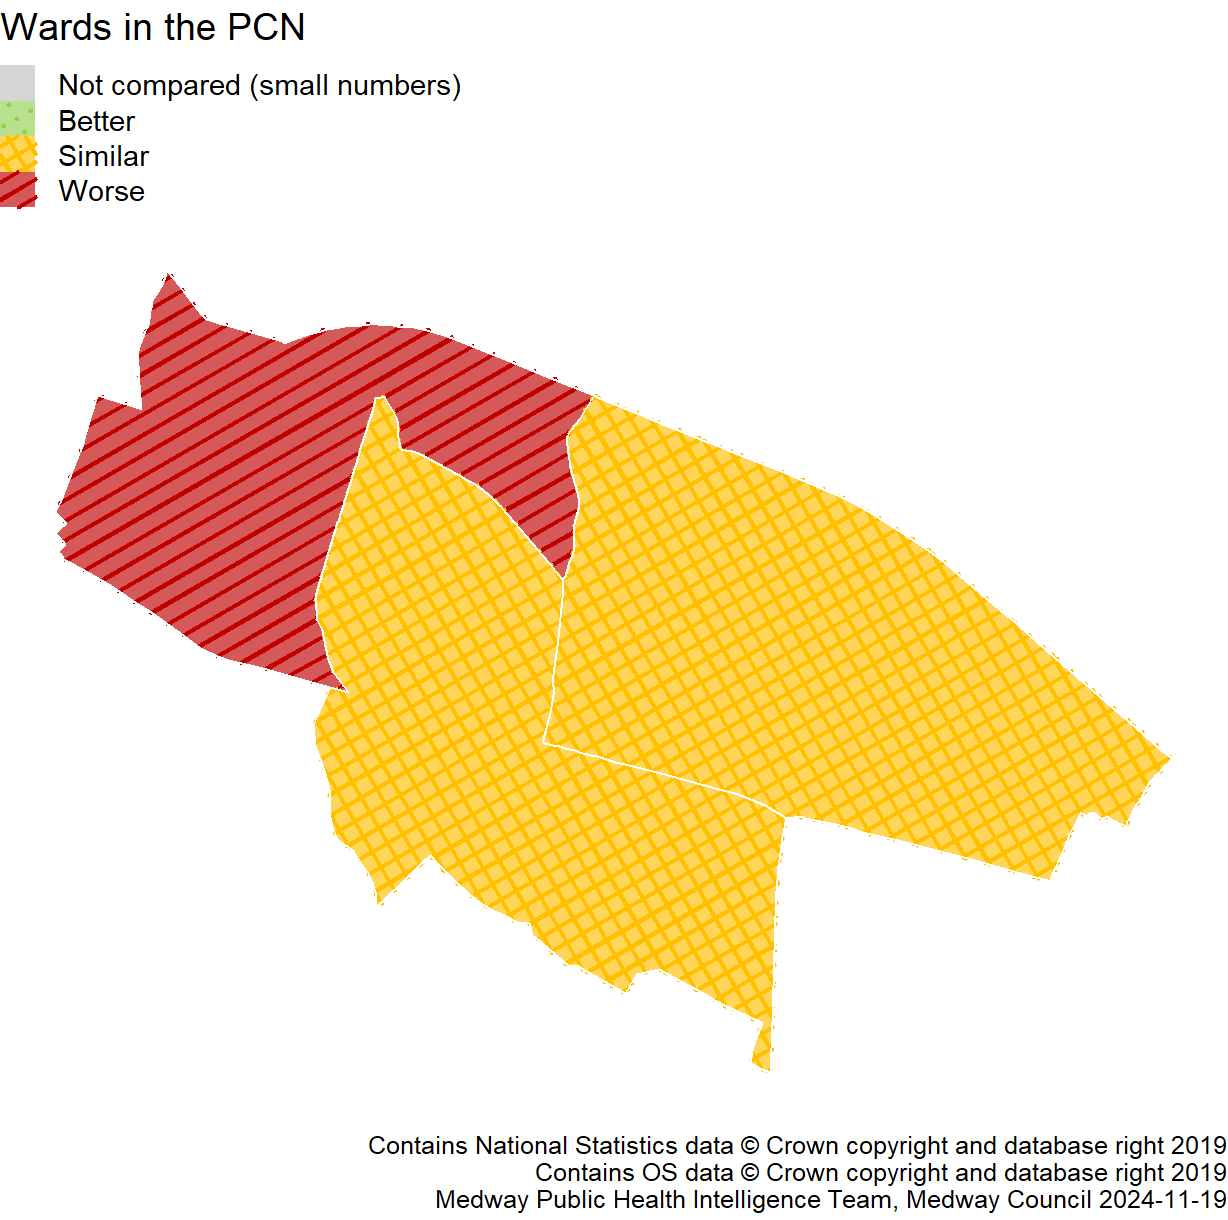 Wards in the PCN
Not compared (small numbers)
Better
Similar
Worse
Contains National Statistics data © Crown copyright and database right 2019
Contains OS data © Crown copyright and database right 2019
Medway Public Health Intelligence Team, Medway Council 2024-11-19